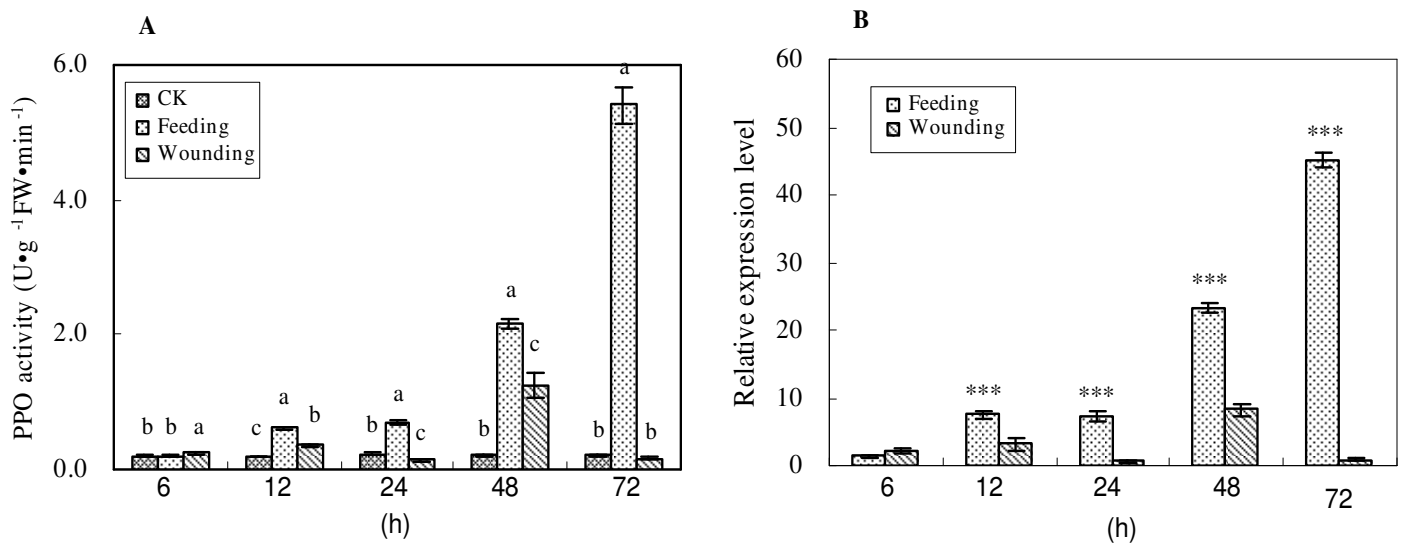 A
PPO activity (U•g -1FW•min -1)
6.0
4.0
2.0
0.0
CK
Feeding
Wounding
b b a
c a b
b a c
b a c
b a b
6 12 24 48 72
(h)
B
Relative expression level
60
50
40
30
20
10
0
Feeding
Wounding
*** *** *** ***
6 12 24 48 72
(h)